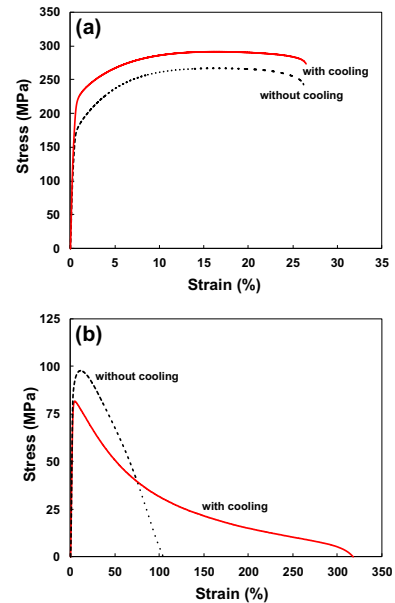 (a)
350
300
250
200
150
100
50
0
Stress (MPa)
with cooling
without cooling
0 5 10 15 20 25 30 35
Strain (%)
(b)
125
100
75
50
25
0
Stress (MPa)
without cooling
with cooling
0 50 100 150 200 250 300 350
Strain (%)